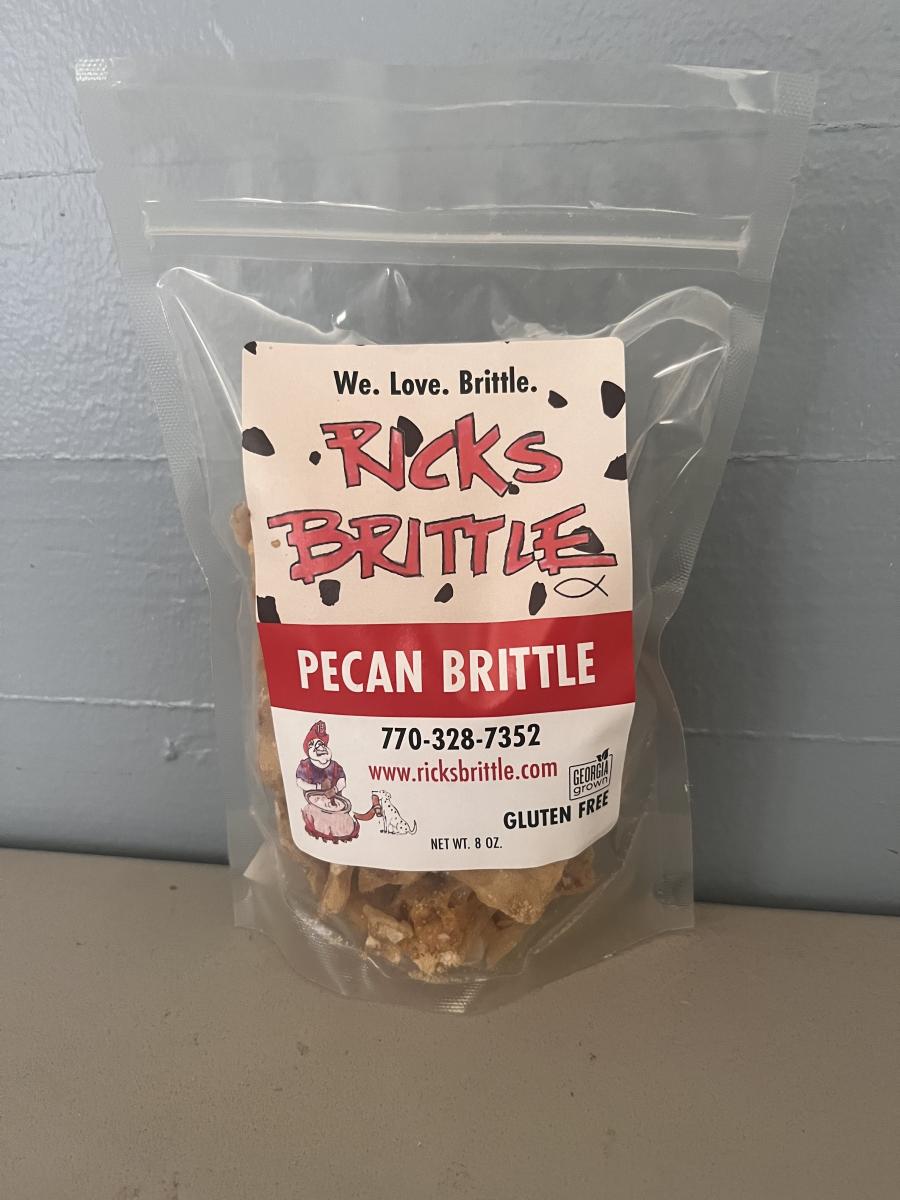 We. Love. Brittle.
RICKS
BRITTLE
PECAN BRITTLE
770-328-7352
www.ricksbrittle.com
GEORGIA
grown
GLUTEN FREE
NET WT. 8 OZ.